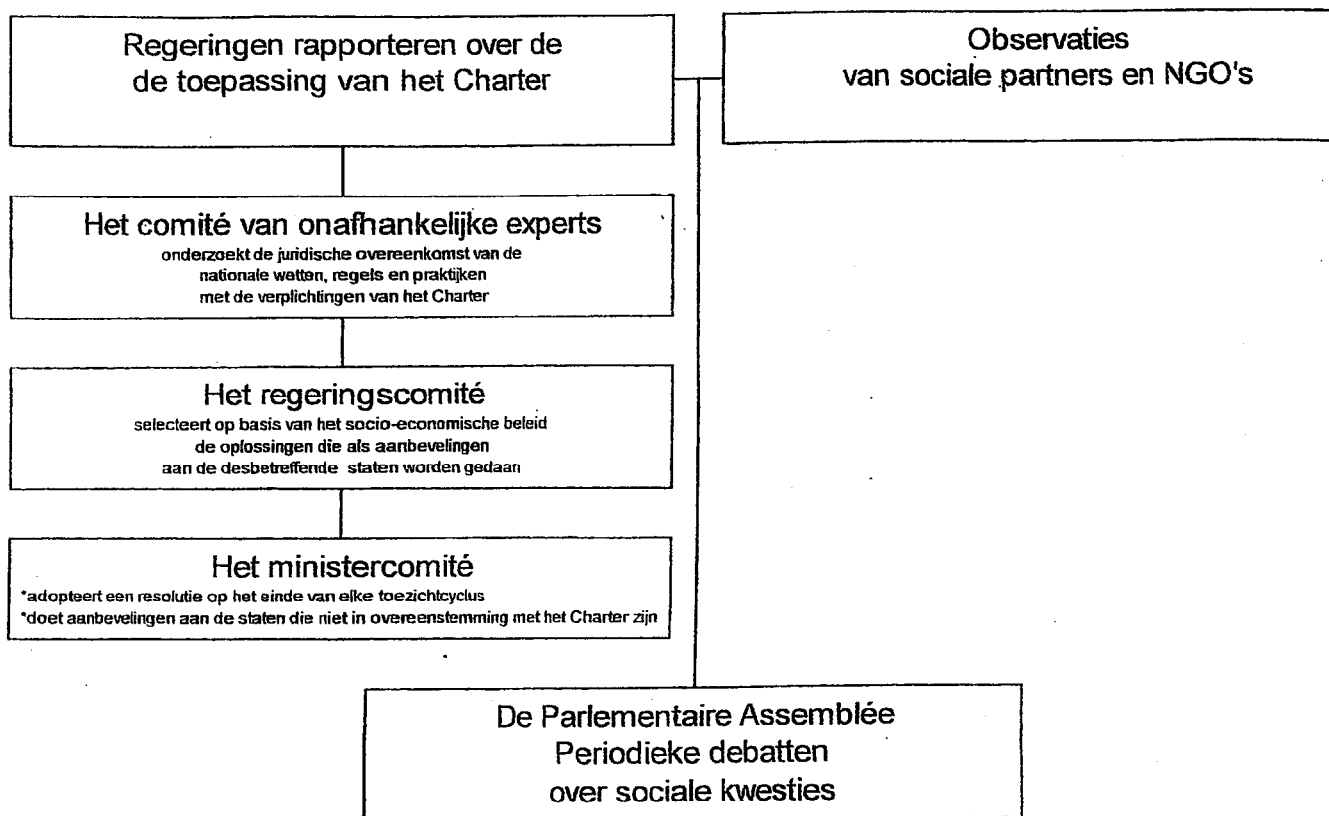 Regeringen rapporteren over de
de toepassing van het Charter
Observaties
van sociale partners en NGO's
Het comité van onafhankelijke experts
onderzoekt de juridische overeenkomst van de
nationale wetten, regels en praktijken
met de verplichtingen van het Charter
Het regeringscomité
selecteert op basis van het socio-economische beleid
de oplossingen die als aanbevelingen
aan de desbetreffende staten worden gedaan
Het ministercomité
*adopteert een resolutie op het einde van elke toezichtcyclus
*doet aanbevelingen aan de staten die niet in overeenstemming met het Charter zijn
De Parlementaire Assemblée
Periodieke debatten
over sociale kwesties